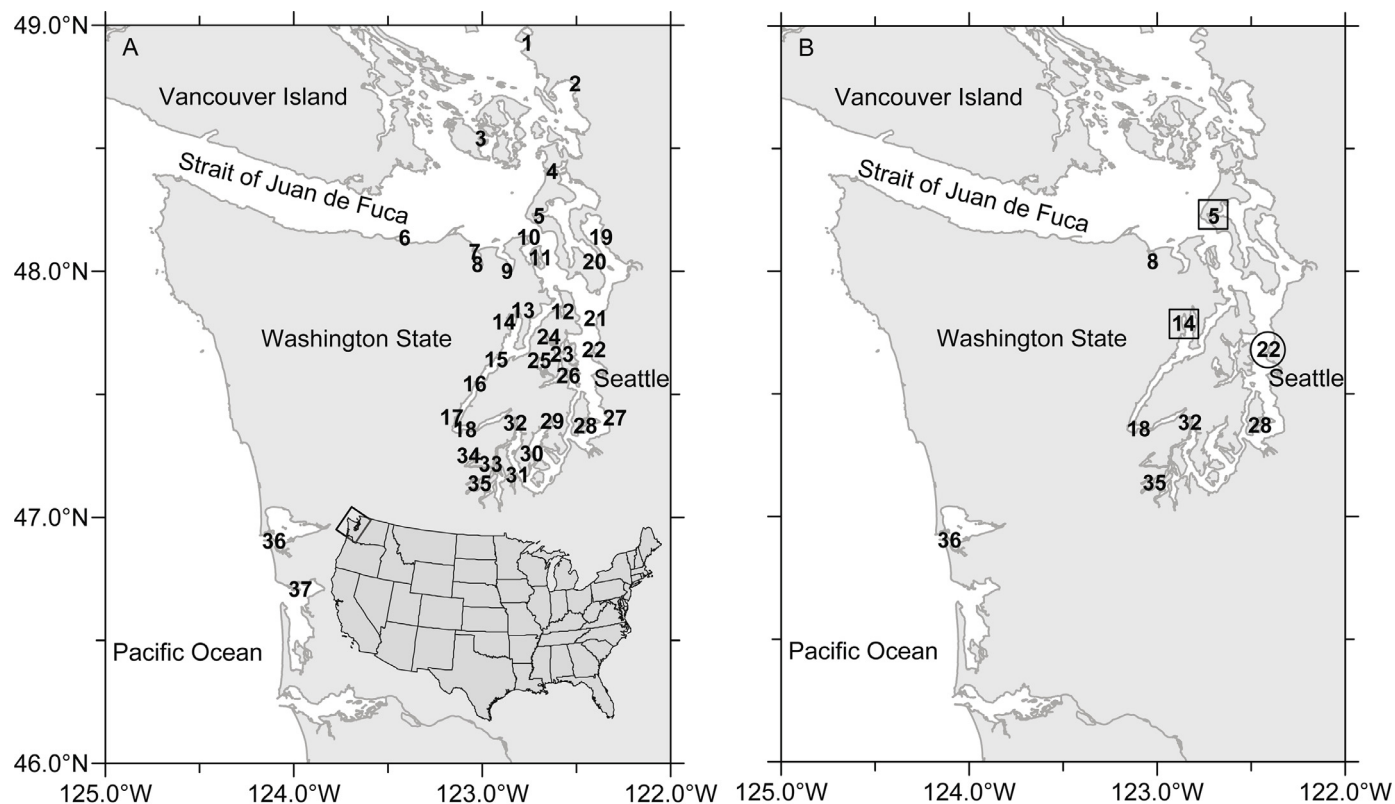 49.0°N
A
1
2
Vancouver Island
3
4
Strait of Juan de Fuca
5
6
10
19
7
8
11
20
9
48.0°N
13
12
14
21
Washington State
24
22
23
15
25
26
16
Seattle
17
18
32
29
28
27
34
33
30
31
35
47.0°N
36
37
Pacific Ocean
46.0°N
125.0°W
124.0°W
123.0°W
122.0°W
B
Vancouver Island
Strait of Juan de Fuca
5
8
14
Washington State
22
Seattle
18
32
28
35
36
Pacific Ocean
125.0°W
124.0°W
123.0°W
122.0°W